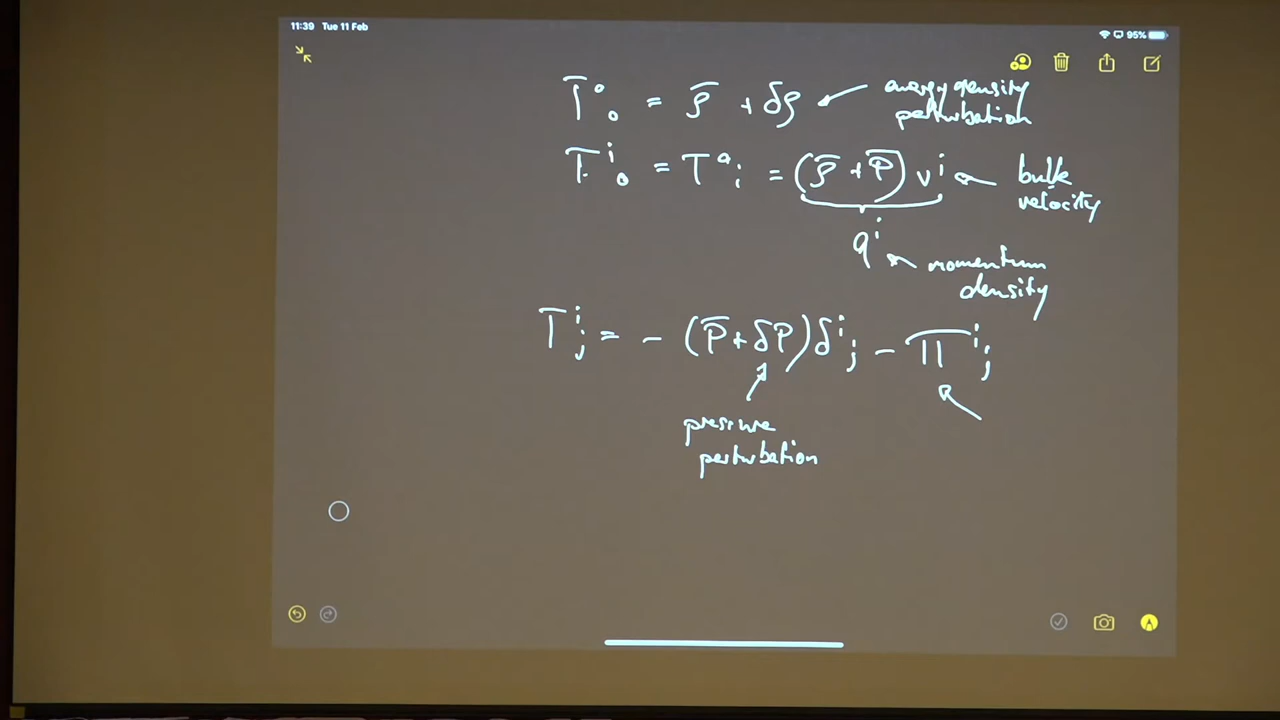 11:39 Tue 11 Feb
95%
T⁰₀ = ρ̄ + δρ ← energy density
perturbation
Tⁱ₀ = T⁰ᵢ = (ρ̄ + P̄) vⁱ ← bulk
velocity
qⁱ ← momentum
density
Tⁱⱼ = - (P̄ + δP) δⁱⱼ - Πⁱⱼ
pressure
perturbation